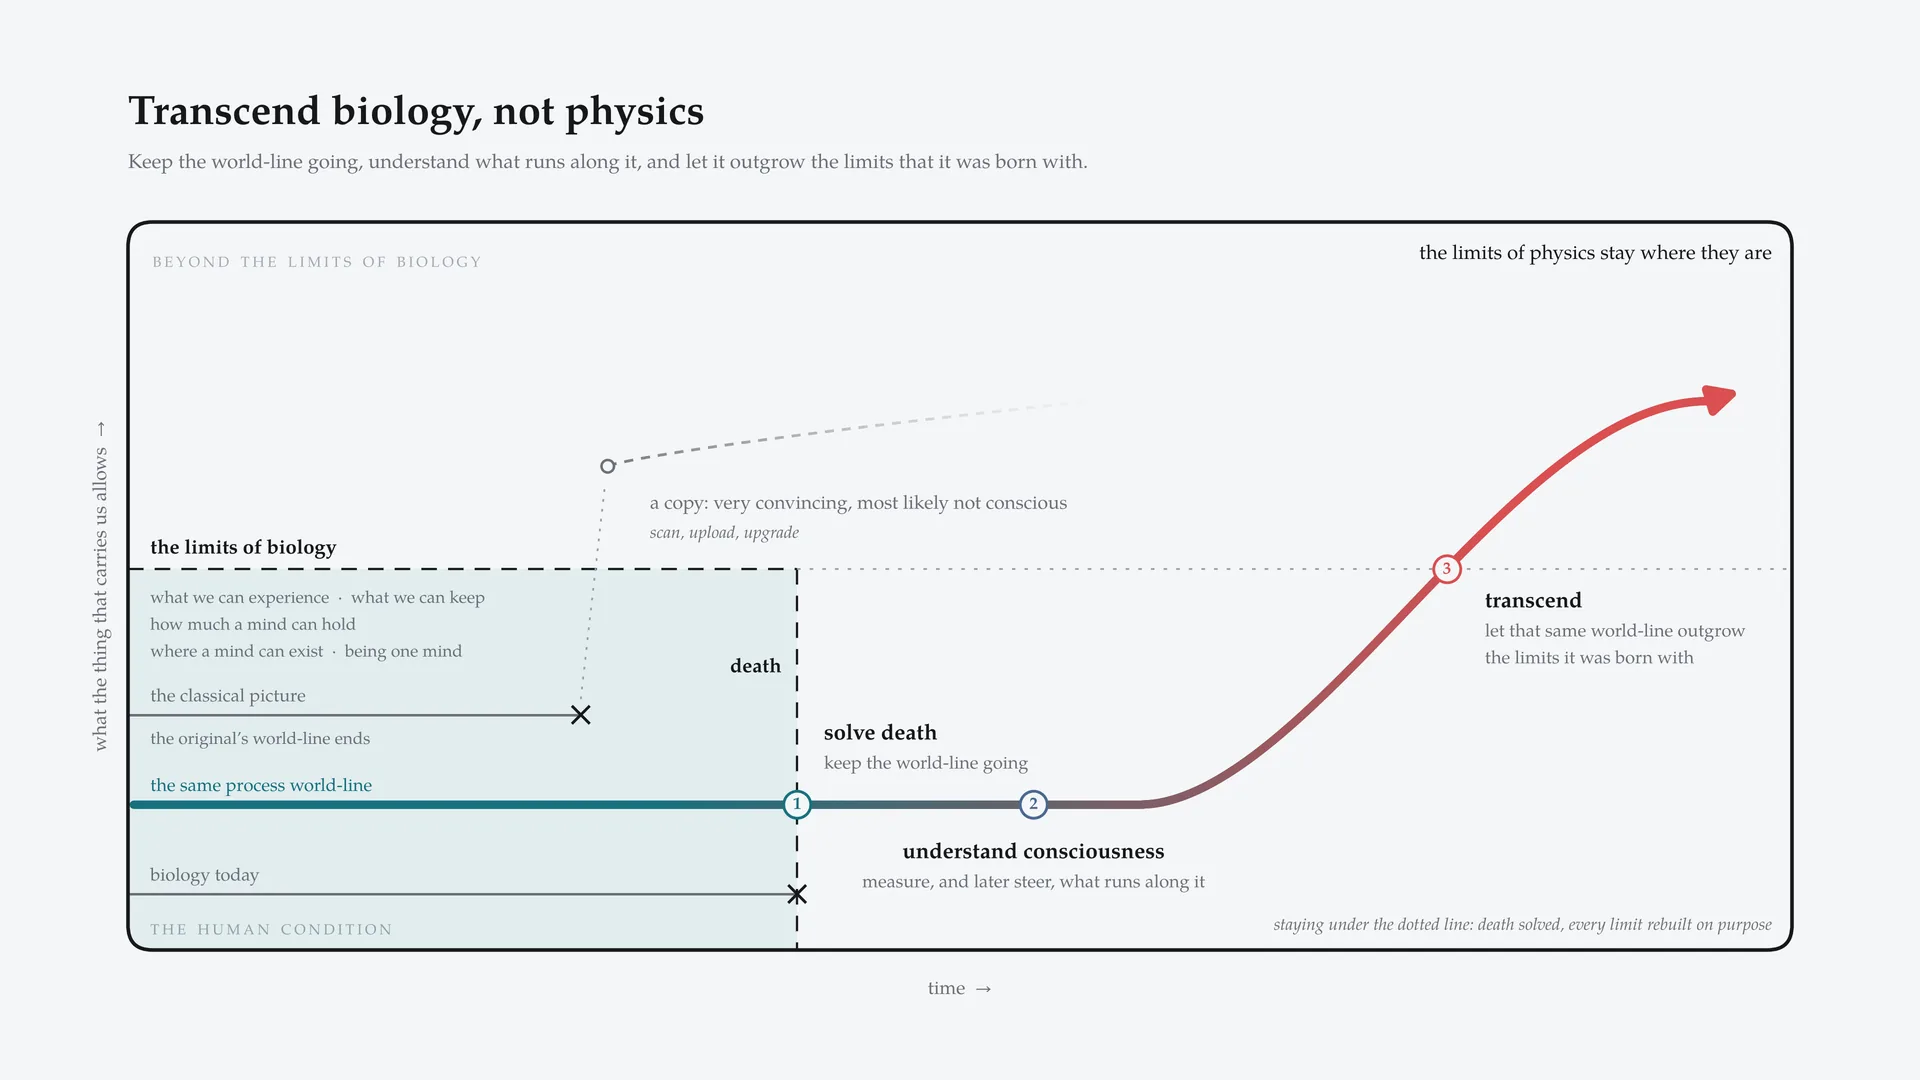 Transcend biology, not physics
Keep the world-line going, understand what runs along it, and let it outgrow the limits that it was born with.
BEYOND THE LIMITS OF BIOLOGY
the limits of physics stay where they are
what the thing that carries us allows →
a copy: very convincing, most likely not conscious
scan, upload, upgrade
the limits of biology
what we can experience · what we can keep
how much a mind can hold
where a mind can exist · being one mind
death
the classical picture
the original's world-line ends
the same process world-line
1
solve death
keep the world-line going
2
understand consciousness
measure, and later steer, what runs along it
3
transcend
let that same world-line outgrow
the limits it was born with
biology today
THE HUMAN CONDITION
staying under the dotted line: death solved, every limit rebuilt on purpose
time →